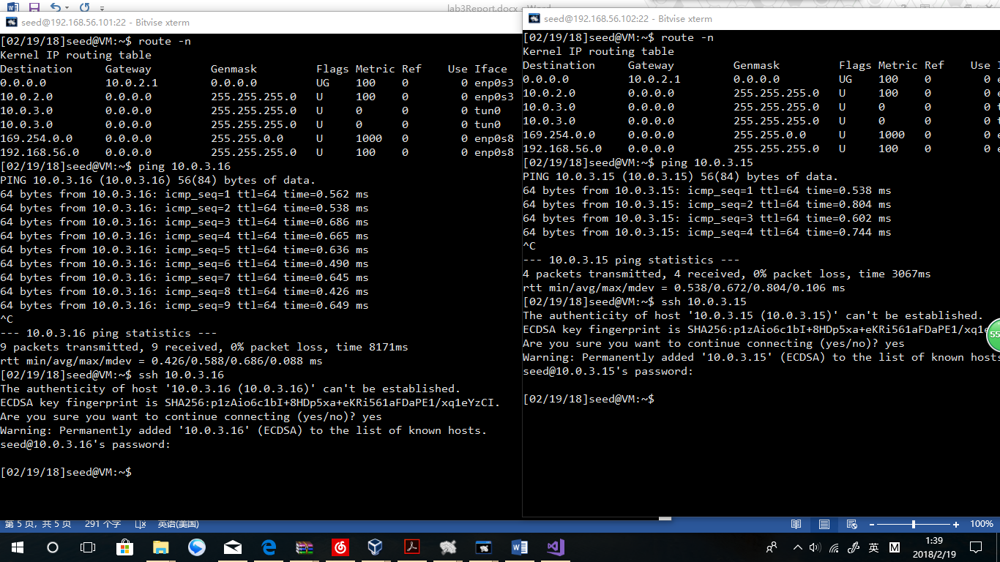 lab3Report.docx - Word
seed@192.168.56.101:22 - Bitvise xterm
[02/19/18]seed@VM:~$ route -n
Kernel IP routing table
Destination     Gateway         Genmask         Flags Metric Ref    Use Iface
0.0.0.0         10.0.2.1        0.0.0.0         UG    100    0        0 enp0s3
10.0.2.0        0.0.0.0         255.255.255.0   U     100    0        0 enp0s3
10.0.3.0        0.0.0.0         255.255.255.0   U     0      0        0 tun0
10.0.3.0        0.0.0.0         255.255.255.0   U     0      0        0 tun0
169.254.0.0     0.0.0.0         255.255.0.0     U     1000   0        0 enp0s8
192.168.56.0    0.0.0.0         255.255.255.0   U     100    0        0 enp0s8
[02/19/18]seed@VM:~$ ping 10.0.3.16
PING 10.0.3.16 (10.0.3.16) 56(84) bytes of data.
64 bytes from 10.0.3.16: icmp_seq=1 ttl=64 time=0.562 ms
64 bytes from 10.0.3.16: icmp_seq=2 ttl=64 time=0.538 ms
64 bytes from 10.0.3.16: icmp_seq=3 ttl=64 time=0.686 ms
64 bytes from 10.0.3.16: icmp_seq=4 ttl=64 time=0.665 ms
64 bytes from 10.0.3.16: icmp_seq=5 ttl=64 time=0.636 ms
64 bytes from 10.0.3.16: icmp_seq=6 ttl=64 time=0.490 ms
64 bytes from 10.0.3.16: icmp_seq=7 ttl=64 time=0.645 ms
64 bytes from 10.0.3.16: icmp_seq=8 ttl=64 time=0.426 ms
64 bytes from 10.0.3.16: icmp_seq=9 ttl=64 time=0.649 ms
^C
--- 10.0.3.16 ping statistics ---
9 packets transmitted, 9 received, 0% packet loss, time 8171ms
rtt min/avg/max/mdev = 0.426/0.588/0.686/0.088 ms
[02/19/18]seed@VM:~$ ssh 10.0.3.16
The authenticity of host '10.0.3.16 (10.0.3.16)' can't be established.
ECDSA key fingerprint is SHA256:p1zAio6c1bI+8HDp5xa+eKRi561aFDaPE1/xq1eYzCI.
Are you sure you want to continue connecting (yes/no)? yes
Warning: Permanently added '10.0.3.16' (ECDSA) to the list of known hosts.
seed@10.0.3.16's password:
[02/19/18]seed@VM:~$
seed@192.168.56.102:22 - Bitvise xterm
[02/19/18]seed@VM:~$ route -n
Kernel IP routing table
Destination     Gateway         Genmask         Flags Metric Ref    Use I
0.0.0.0         10.0.2.1        0.0.0.0         UG    100    0        0 e
10.0.2.0        0.0.0.0         255.255.255.0   U     100    0        0 e
10.0.3.0        0.0.0.0         255.255.255.0   U     0      0        0 t
10.0.3.0        0.0.0.0         255.255.255.0   U     0      0        0 t
169.254.0.0     0.0.0.0         255.255.0.0     U     1000   0        0 e
192.168.56.0    0.0.0.0         255.255.255.0   U     100    0        0 e
[02/19/18]seed@VM:~$ ping 10.0.3.15
PING 10.0.3.15 (10.0.3.15) 56(84) bytes of data.
64 bytes from 10.0.3.15: icmp_seq=1 ttl=64 time=0.538 ms
64 bytes from 10.0.3.15: icmp_seq=2 ttl=64 time=0.804 ms
64 bytes from 10.0.3.15: icmp_seq=3 ttl=64 time=0.602 ms
64 bytes from 10.0.3.15: icmp_seq=4 ttl=64 time=0.744 ms
^C
--- 10.0.3.15 ping statistics ---
4 packets transmitted, 4 received, 0% packet loss, time 3067ms
rtt min/avg/max/mdev = 0.538/0.672/0.804/0.106 ms
[02/19/18]seed@VM:~$ ssh 10.0.3.15
The authenticity of host '10.0.3.15 (10.0.3.15)' can't be established.
ECDSA key fingerprint is SHA256:p1zAio6c1bI+8HDp5xa+eKRi561aFDaPE1/xq1e
Are you sure you want to continue connecting (yes/no)? yes
Warning: Permanently added '10.0.3.15' (ECDSA) to the list of known hosts
seed@10.0.3.15's password:
[02/19/18]seed@VM:~$
55
第 5 页，共 5 页 291 个字 英语(美国) 100%
英 M 1:39
2018/2/19